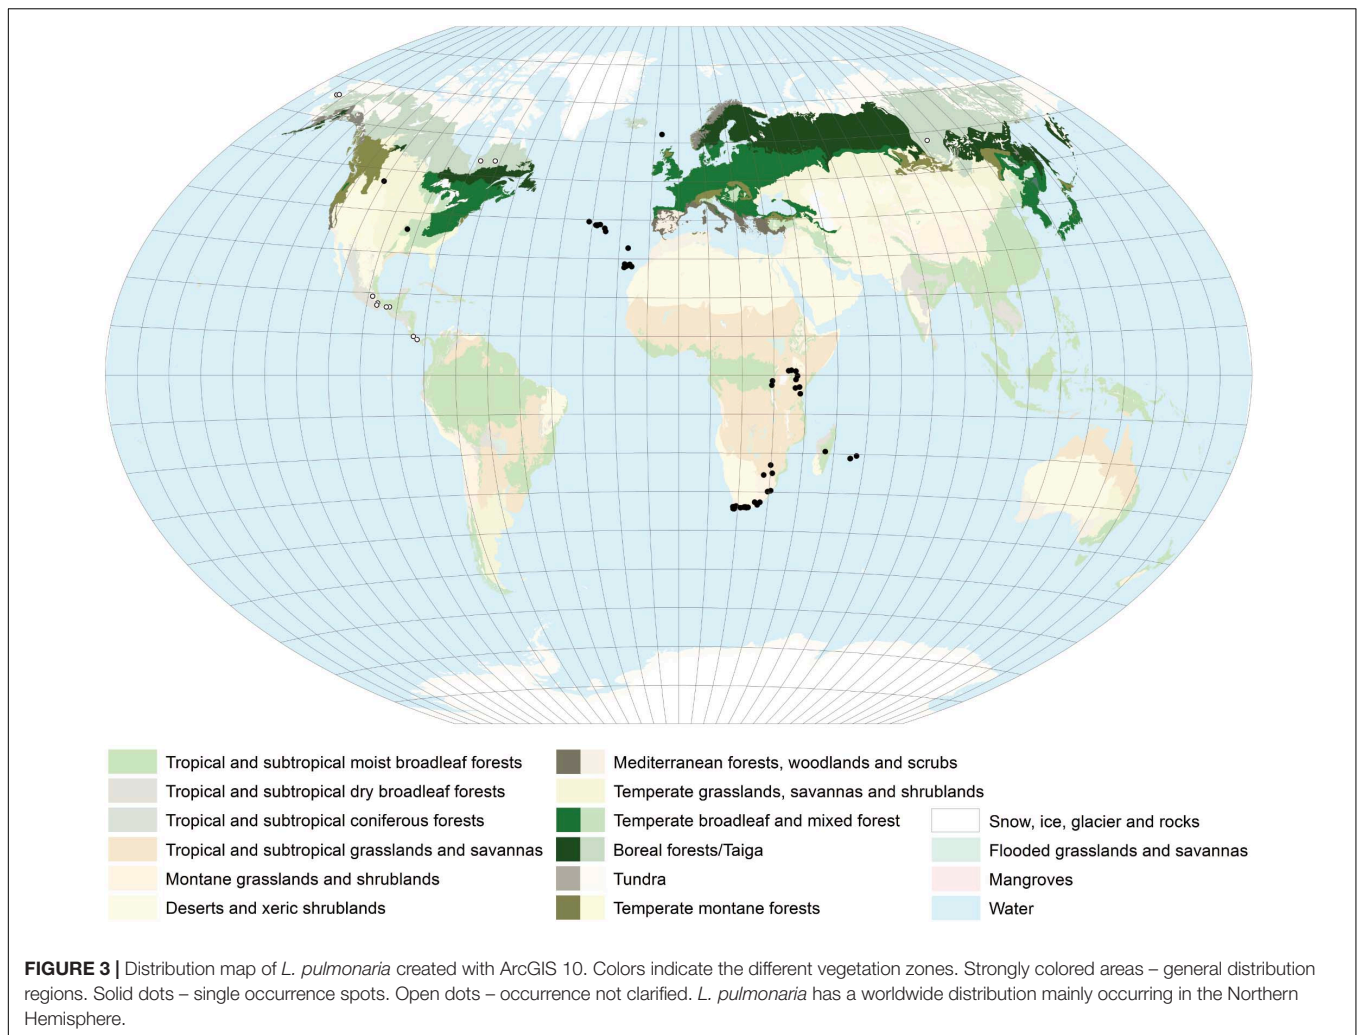 Tropical and subtropical moist broadleaf forests
Tropical and subtropical dry broadleaf forests
Tropical and subtropical coniferous forests
Tropical and subtropical grasslands and savannas
Montane grasslands and shrublands
Deserts and xeric shrublands
Mediterranean forests, woodlands and scrubs
Temperate grasslands, savannas and shrublands
Temperate broadleaf and mixed forest
Boreal forests/Taiga
Tundra
Temperate montane forests
Snow, ice, glacier and rocks
Flooded grasslands and savannas
Mangroves
Water
FIGURE 3 | Distribution map of L. pulmonaria created with ArcGIS 10. Colors indicate the different vegetation zones. Strongly colored areas – general distribution
regions. Solid dots – single occurrence spots. Open dots – occurrence not clarified. L. pulmonaria has a worldwide distribution mainly occurring in the Northern
Hemisphere.